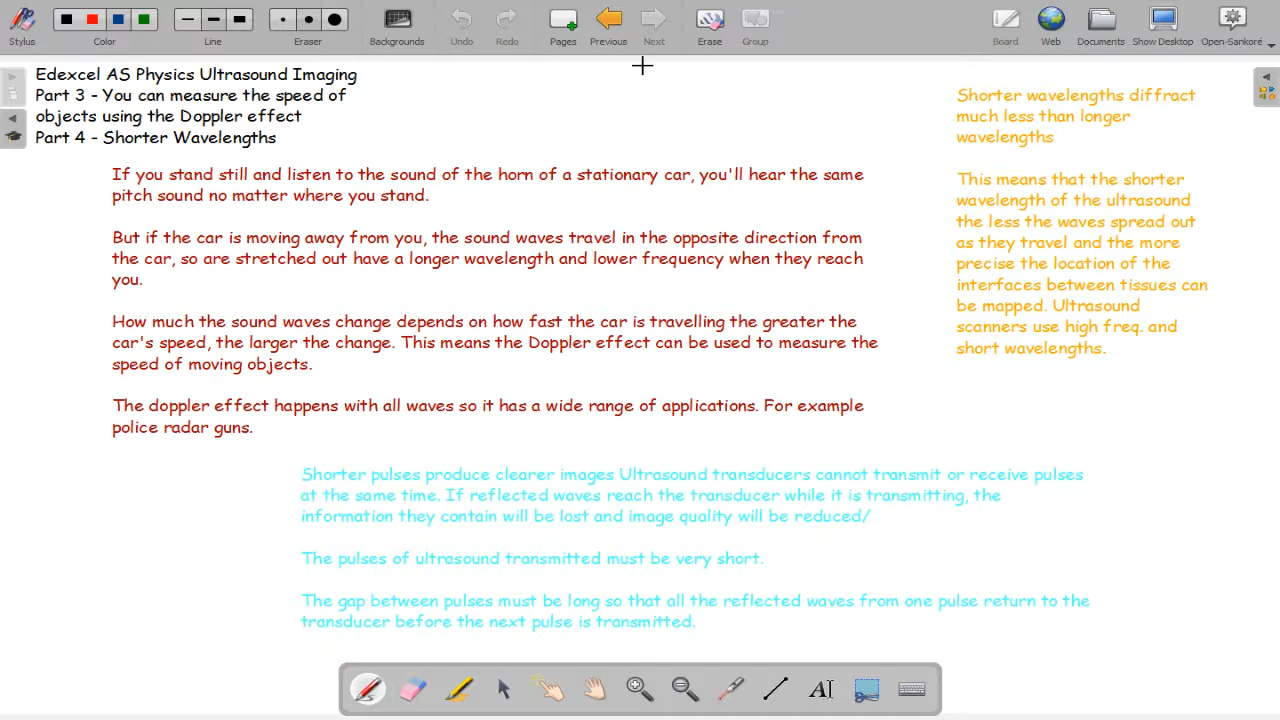 Stylus
Color
Line
Eraser
Backgrounds
Undo
Redo
Pages
Previous
Next
Erase
Group
Board
Web
Documents
Show Desktop
Open-Sankoré
Edexcel AS Physics Ultrasound Imaging
Part 3 - You can measure the speed of
objects using the Doppler effect
Part 4 - Shorter Wavelengths
If you stand still and listen to the sound of the horn of a stationary car, you'll hear the same
pitch sound no matter where you stand.
But if the car is moving away from you, the sound waves travel in the opposite direction from
the car, so are stretched out have a longer wavelength and lower frequency when they reach
you.
How much the sound waves change depends on how fast the car is travelling the greater the
car's speed, the larger the change. This means the Doppler effect can be used to measure the
speed of moving objects.
The doppler effect happens with all waves so it has a wide range of applications. For example
police radar guns.
Shorter wavelengths diffract
much less than longer
wavelengths
This means that the shorter
wavelength of the ultrasound
the less the waves spread out
as they travel and the more
precise the location of the
interfaces between tissues can
be mapped. Ultrasound
scanners use high freq. and
short wavelengths.
Shorter pulses produce clearer images Ultrasound transducers cannot transmit or receive pulses
at the same time. If reflected waves reach the transducer while it is transmitting, the
information they contain will be lost and image quality will be reduced/
The pulses of ultrasound transmitted must be very short.
The gap between pulses must be long so that all the reflected waves from one pulse return to the
transducer before the next pulse is transmitted.